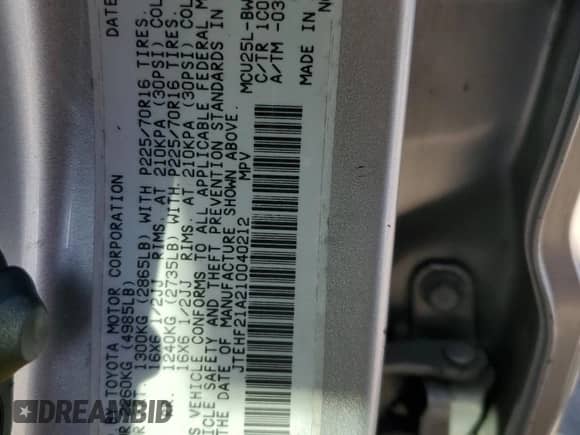 DATE
BY TOYOTA MOTOR CORPORATION
(4985LB)
1300KG (2865LB) WITH P225/70R16 TIRES.
16X6 1/2JJ RIMS. AT 210KPA (30PSI) COL
1240KG (2735LB) WITH P225/70R16 TIRES.
16X6 1/2JJ RIMS. AT 210KPA (30PSI) COL
VEHICLE CONFORMS TO ALL APPLICABLE FEDERAL M
SAFETY AND THEFT PREVENTION STANDARDS IN
THE DATE OF MANUFACTURE SHOWN ABOVE.
JTEHF21A210040212 MPV
MCU25L-BW
C/TR 1C0
A/TM -03
MADE IN
DREAMBID